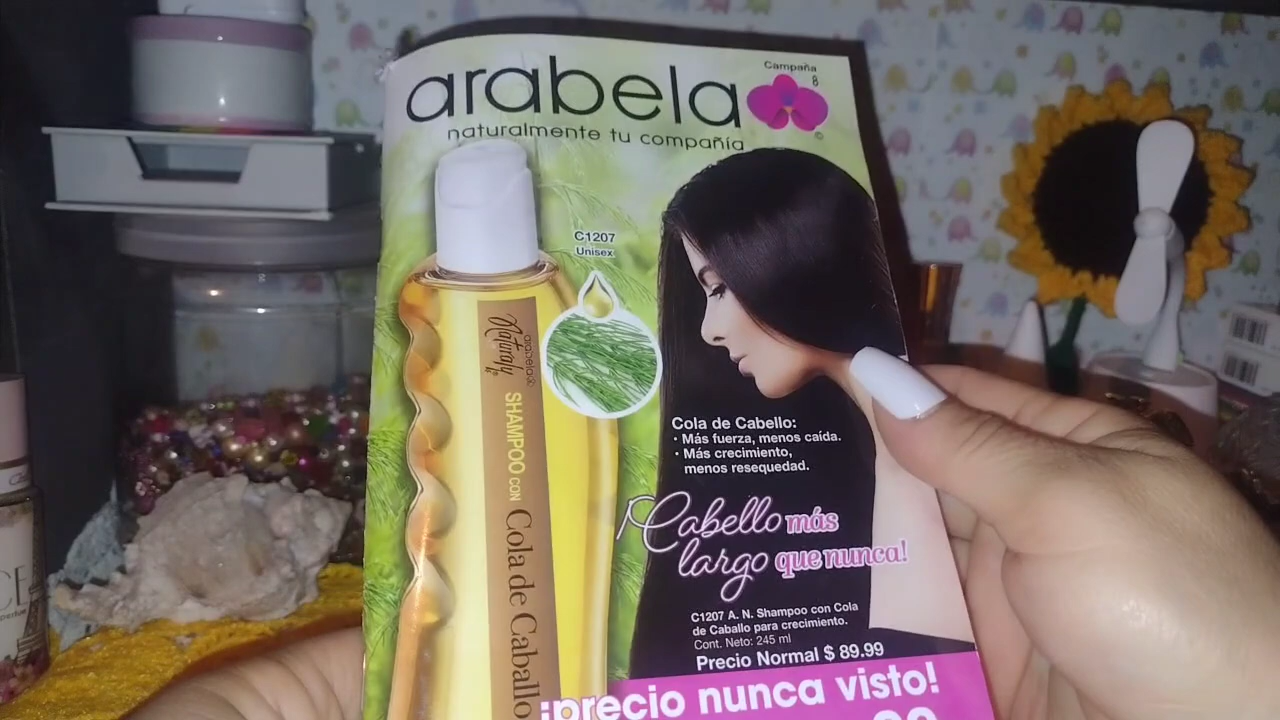 arabela
Campaña
8
naturalmente tu compañía
C1207
Unisex
arabela
Naturaly
SHAMPOO CON Cola de Caballo
Cola de Cabello:
• Más fuerza, menos caída.
• Más crecimiento,
menos resequedad.
Cabello más
largo que nunca!
C1207 A. N. Shampoo con Cola
de Caballo para crecimiento.
Cont. Neto: 245 ml
Precio Normal $ 89.99
¡precio nunca visto!